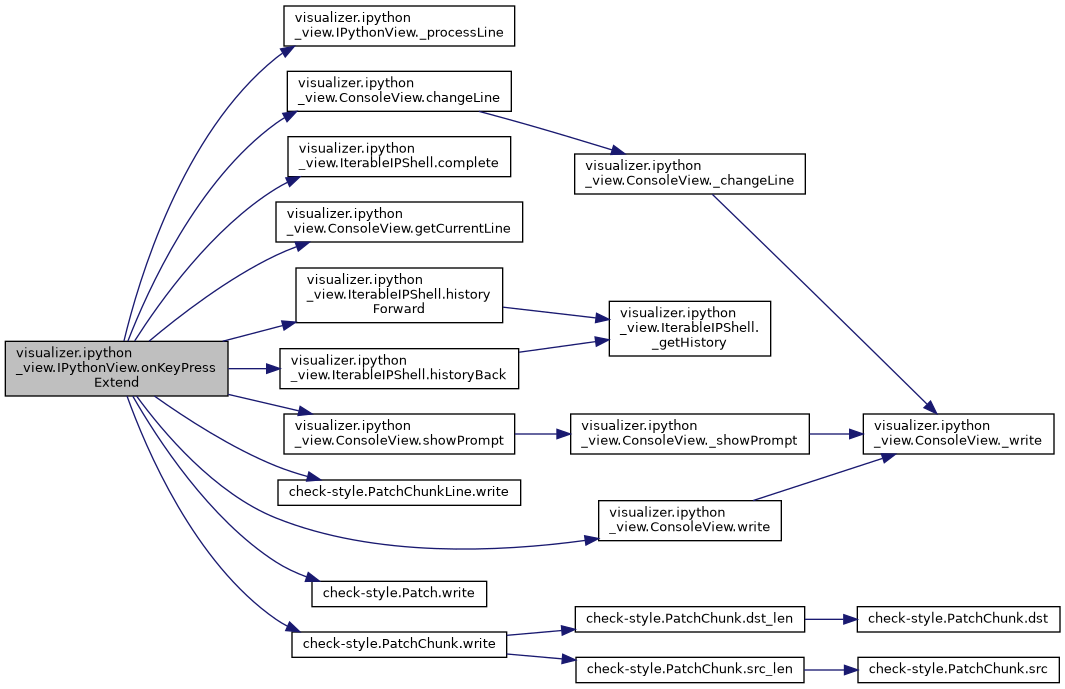 visualizer.ipython
_view.IPythonView._processLine
visualizer.ipython
_view.ConsoleView.changeLine
visualizer.ipython
_view.IterableIPShell.complete
visualizer.ipython
_view.ConsoleView._changeLine
visualizer.ipython
_view.ConsoleView.getCurrentLine
visualizer.ipython
_view.IterableIPShell.history
Forward
visualizer.ipython
_view.IterableIPShell.
_getHistory
visualizer.ipython
_view.IPythonView.onKeyPress
Extend
visualizer.ipython
_view.IterableIPShell.historyBack
visualizer.ipython
_view.ConsoleView.showPrompt
visualizer.ipython
_view.ConsoleView._showPrompt
visualizer.ipython
_view.ConsoleView._write
check-style.PatchChunkLine.write
visualizer.ipython
_view.ConsoleView.write
check-style.Patch.write
check-style.PatchChunk.write
check-style.PatchChunk.dst_len
check-style.PatchChunk.dst
check-style.PatchChunk.src_len
check-style.PatchChunk.src